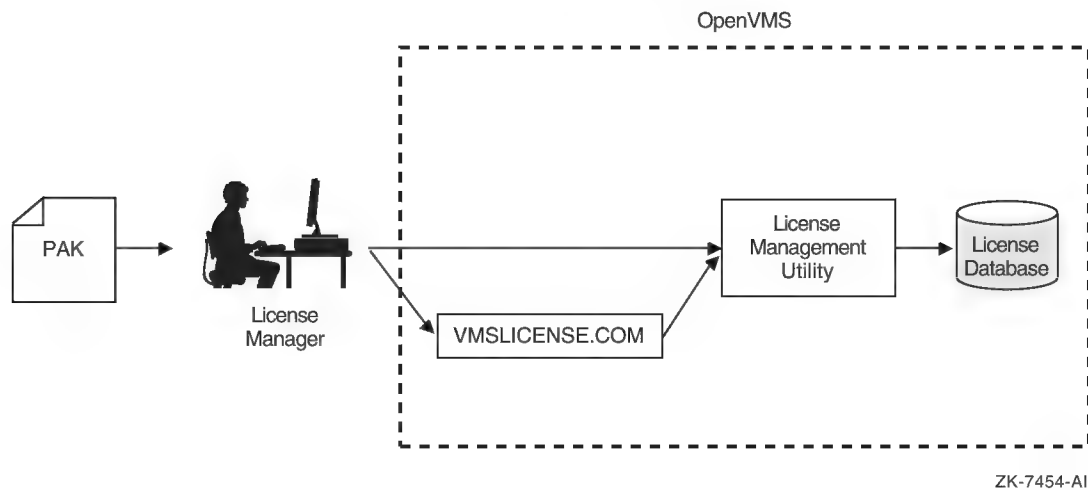 OpenVMS
PAK
License
Manager
VMSLICENSE.COM
License
Management
Utility
License
Database
ZK-7454-AI